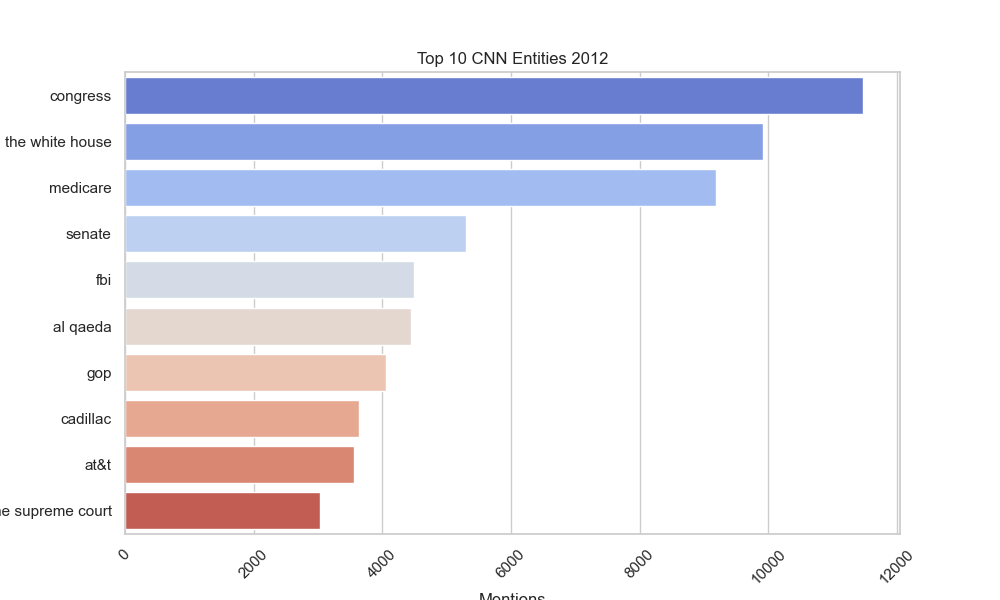 Top 10 CNN Entities 2012
congress
the white house
medicare
senate
fbi
al qaeda
gop
cadillac
at&t
he supreme court
0
2000
4000
6000
8000
10000
12000
Mentions